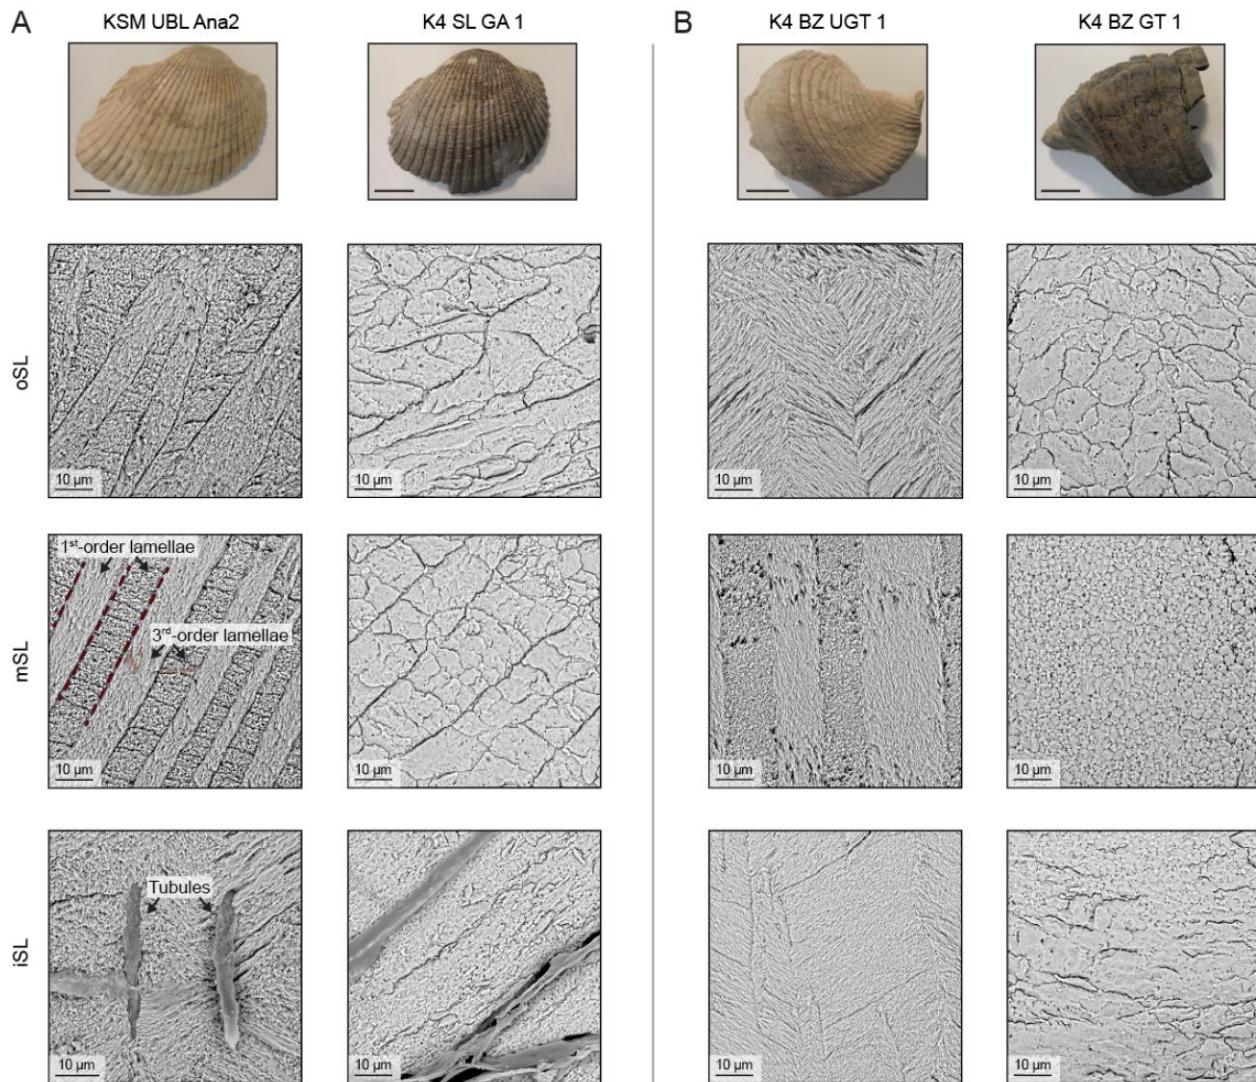 A
KSM UBL Ana2
K4 SL GA 1
B
K4 BZ UGT 1
K4 BZ GT 1
oSL
10 µm
10 µm
10 µm
10 µm
mSL
1st-order lamellae
3rd-order lamellae
10 µm
10 µm
10 µm
10 µm
iSL
Tubules
10 µm
10 µm
10 µm
10 µm